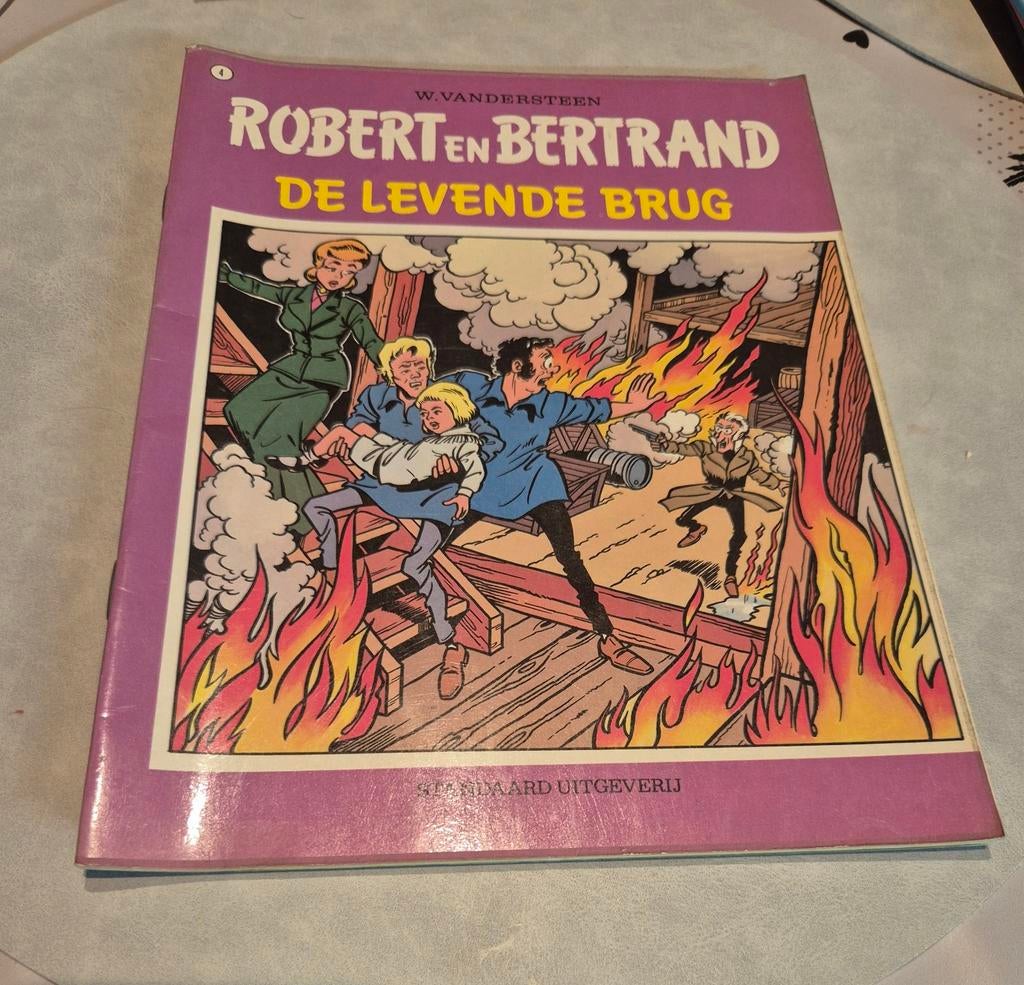 4
W. VANDERSTEEN
ROBERT EN BERTRAND
DE LEVENDE BRUG
STANDAARD UITGEVERIJ